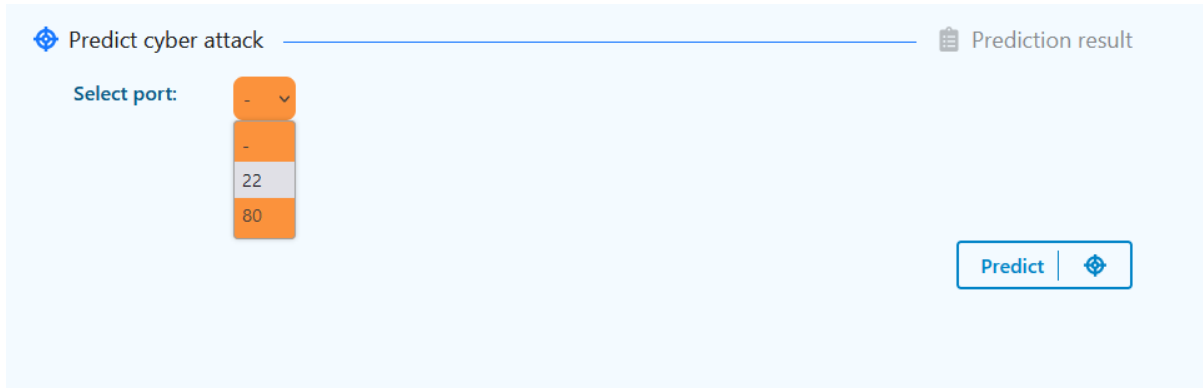 Predict cyber attack
Prediction result
Select port:
-
-
22
80
Predict